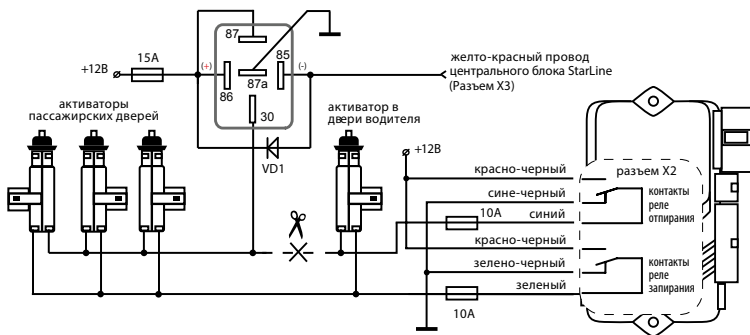 87
85
15А
+12В
(+)
(-)
87а
86
30
VD1
желто-красный провод
центрального блока StarLine
(Разъем X3)
активаторы
пассажирских дверей
активатор в
двери водителя
+12В
разъем X2
красно-черный
сине-черный
10А
синий
контакты
реле
отпирания
красно-черный
зелено-черный
зеленый
10А
контакты
реле
запирания